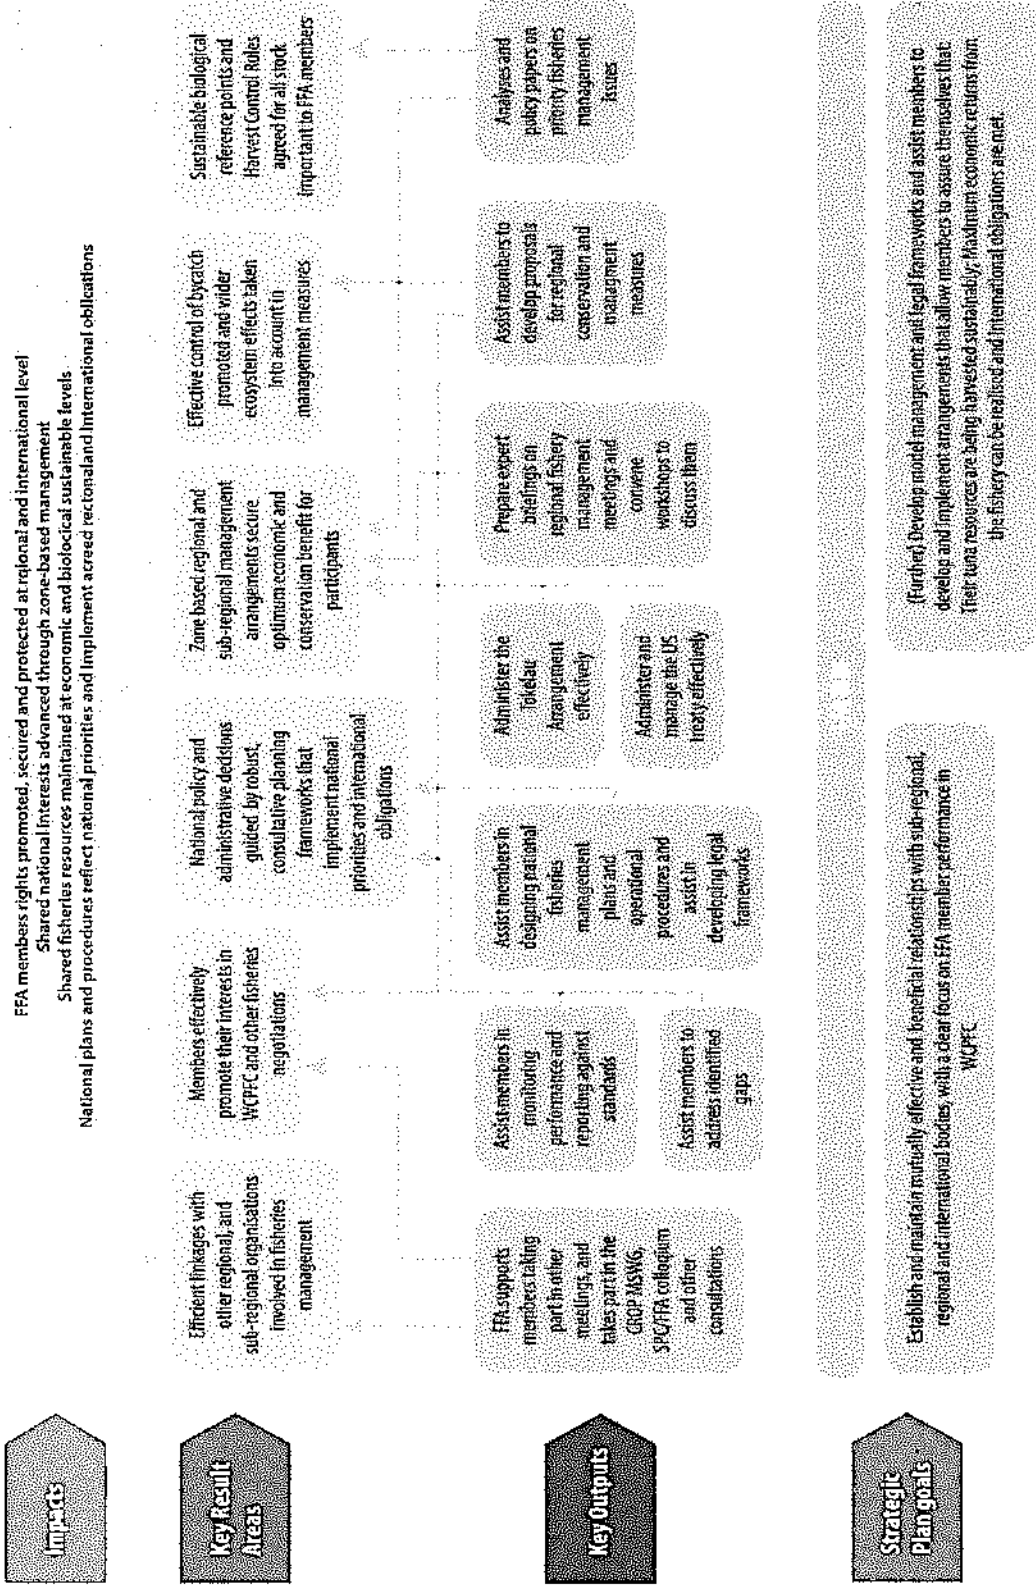 Impacts
FFA members rights promoted, secured and protected at rqional and international level
Shared national interests advanced through zone-based management
Shared fisheries resources maintained at economic and biological sustainable levels
National plans and procedures reflect national priorities and Implement acreed rectonaland International obllcations
Key Result
Areas
Efficient linkages with
other regional, and
sub-regional organisations
involved in fisheries
management
Members effectively
promote their interests in
WCPFC and other fisheries
negotiations
National policy and
administrative decisions
guided by robust,
consultative planning
frameworks that
implement national
priorities and international
obligations
Zone based regional and
sub-regional management
arrangements secure
optimum economic and
conservation benefit for
participants
Effective control of bycatch
promoted and wider
ecosystem effects taken
into account in
management measures
Sustainable biological
reference points and
Harvest Control Rules
agreed for all stock
important to FFA members
Key Outputs
FFA supports
members taking
part in other
meetings, and
takes part in the
CROP MSWG,
SPC/FFA colloquium
and other
consultations
Assist members in
monitoring
performance and
reporting against
standards
Assist members to
address identified
gaps
Assist members in
designing national
fisheries
management
plans and
operational
procedures and
assist in
developing legal
frameworks
Administer the
Tokelau
Arrangement
effectively
Administer and
manage the US
treaty effectively
Prepare expert
briefings on
regional fishery
management
meetings and
convene
workshops to
discuss them
Assist members to
develop proposals
for regional
conservation and
managment
measures
Analyses and
policy papers on
priority fisheries
management
issues
Strategic
Plan goals
Establish and maintain mutually effective and beneficial relationships with sub-regional,
regional and international bodies, with a clear focus on FFA member performance in
WCPFC
(Further) Develop model management and legal frameworks and assist members to
develop and implement arrangements that allow members to assure themselves that:
Their tuna resources are being harvested sustainably; Maximum economic returns from
the fishery can be realised and international obligations are met.